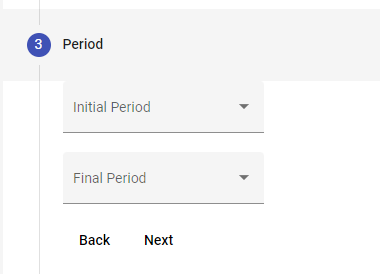 3 Period
Initial Period
Final Period
Back Next